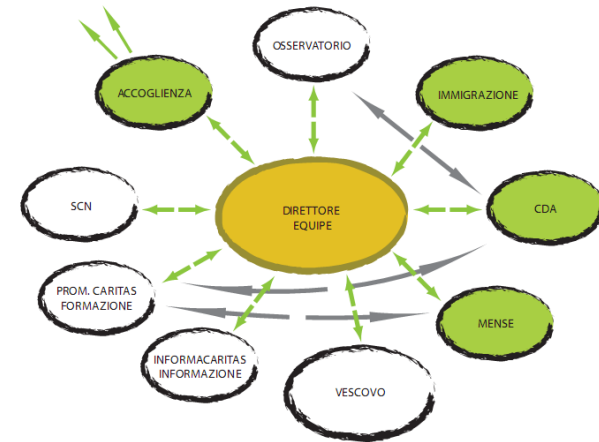 OSSERVATORIO
ACCOGLIENZA
IMMIGRAZIONE
SCN
DIRETTORE
EQUIPE
CDA
PROM. CARITAS
FORMAZIONE
MENSE
INFORMACARITAS
INFORMAZIONE
VESCOVO